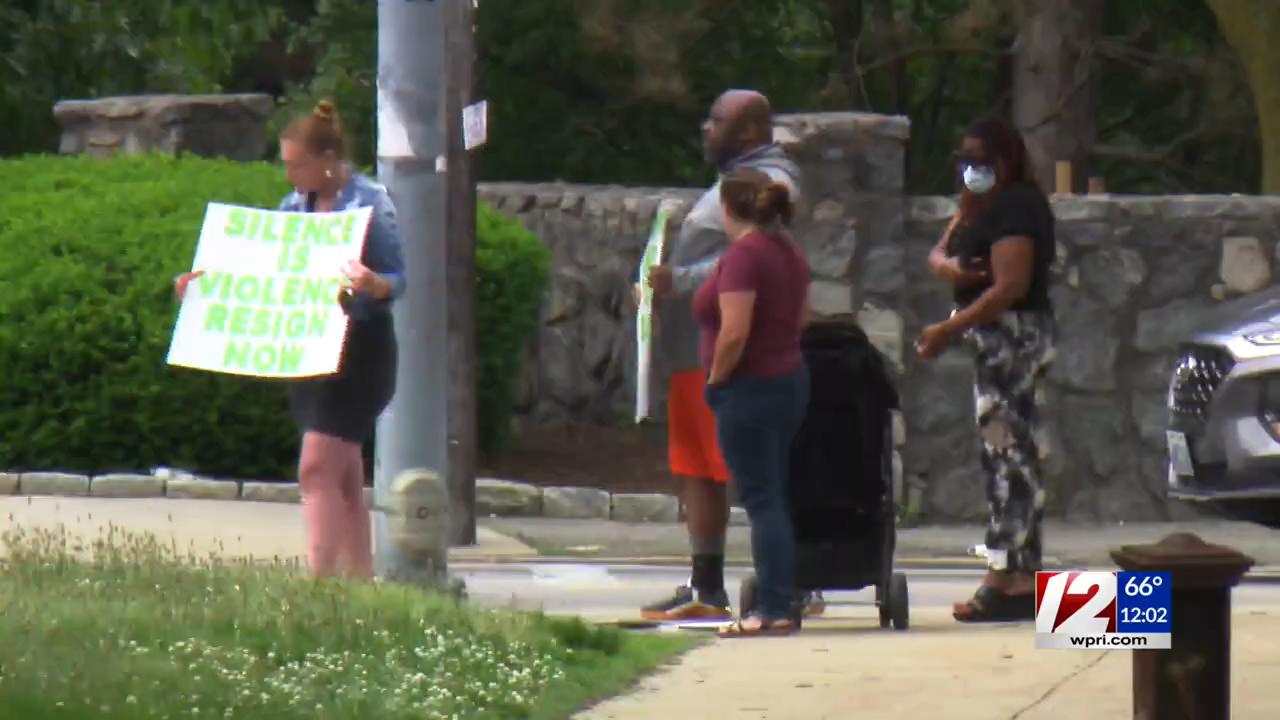 SILENCE
IS
VIOLENCE
RESIGN
NOW
12
66°
12:02
wpri.com